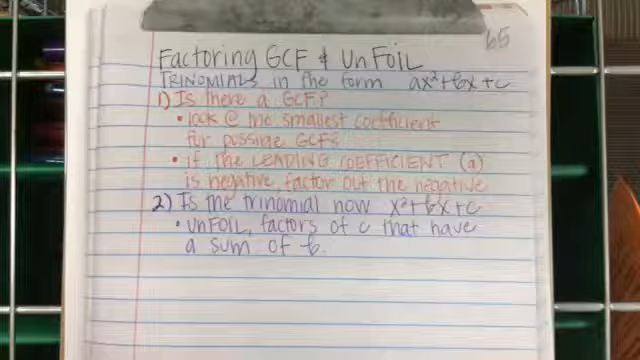 65
Factoring GCF & UnFOIL
TRINOMIALS in the form ax²+bx+c
1) Is there a GCF?
• look @ the smallest coefficient
for possible GCFs
• if the LEADING COEFFICIENT (a)
is negative factor out the negative
2) Is the trinomial now x²+bx+c
• UnFOIL, factors of c that have
a sum of b.